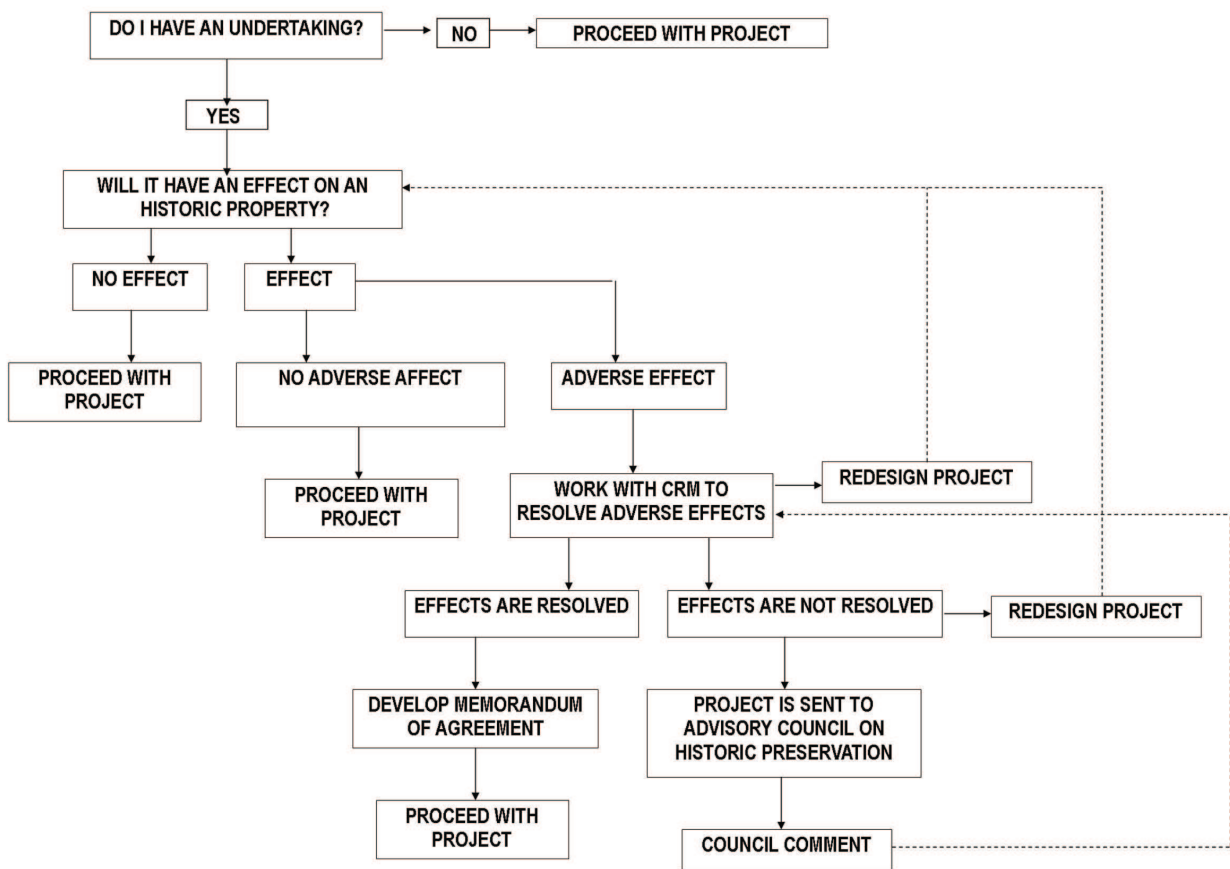 DO I HAVE AN UNDERTAKING?
NO
PROCEED WITH PROJECT
YES
WILL IT HAVE AN EFFECT ON AN
HISTORIC PROPERTY?
NO EFFECT
EFFECT
PROCEED WITH
PROJECT
NO ADVERSE AFFECT
ADVERSE EFFECT
PROCEED WITH
PROJECT
WORK WITH CRM TO
RESOLVE ADVERSE EFFECTS
REDESIGN PROJECT
EFFECTS ARE RESOLVED
EFFECTS ARE NOT RESOLVED
REDESIGN PROJECT
DEVELOP MEMORANDUM
OF AGREEMENT
PROJECT IS SENT TO
ADVISORY COUNCIL ON
HISTORIC PRESERVATION
PROCEED WITH
PROJECT
COUNCIL COMMENT